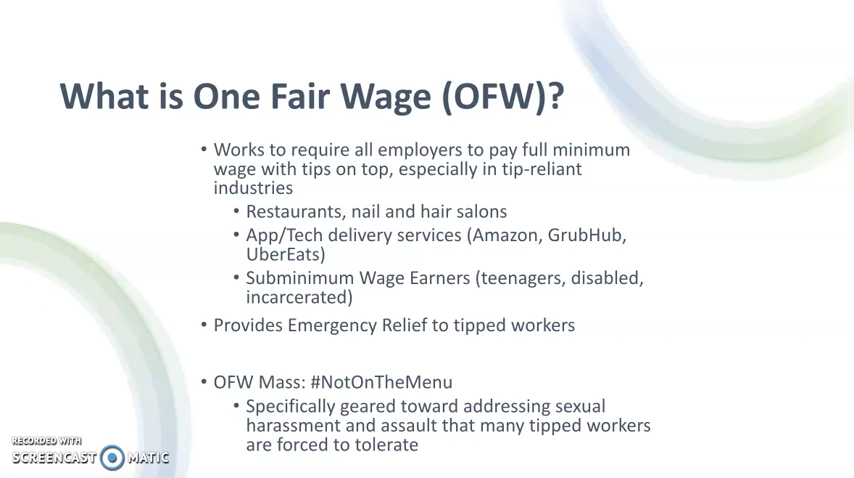 What is One Fair Wage (OFW)?
• Works to require all employers to pay full minimum
wage with tips on top, especially in tip-reliant
industries
• Restaurants, nail and hair salons
• App/Tech delivery services (Amazon, GrubHub,
UberEats)
• Subminimum Wage Earners (teenagers, disabled,
incarcerated)
• Provides Emergency Relief to tipped workers
• OFW Mass: #NotOnTheMenu
• Specifically geared toward addressing sexual
harassment and assault that many tipped workers
are forced to tolerate
RECORDED WITH
SCREENCAST MATIC